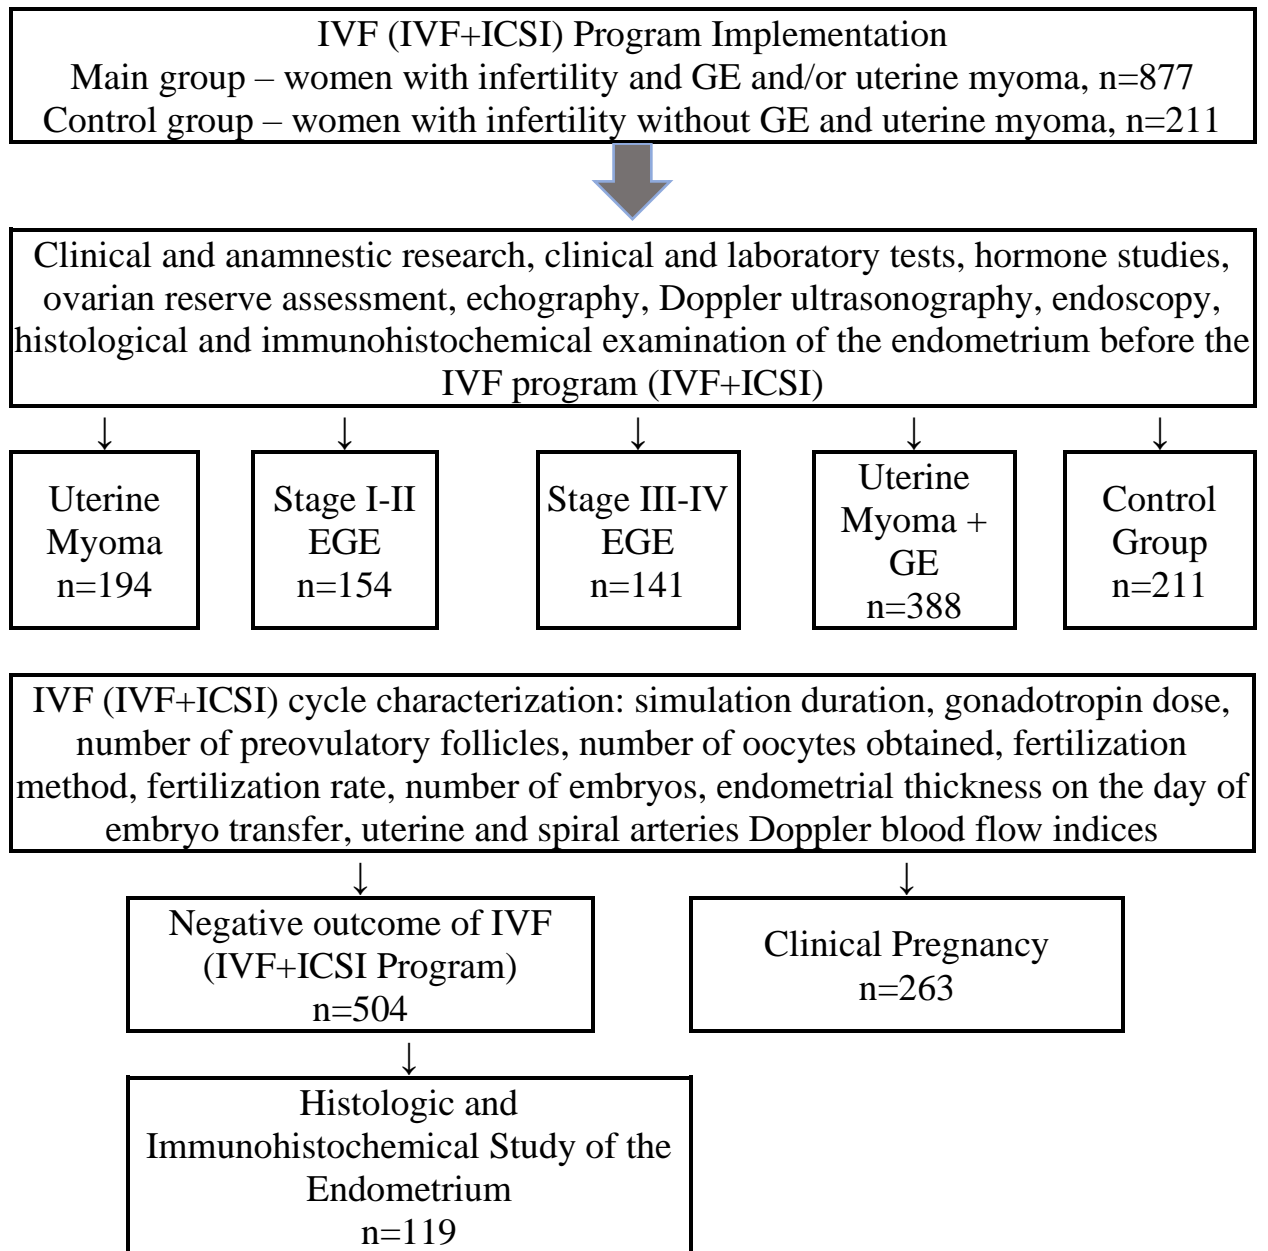 IVF (IVF+ICSI) Program Implementation
Main group – women with infertility and GE and/or uterine myoma, n=877
Control group – women with infertility without GE and uterine myoma, n=211
Clinical and anamnestic research, clinical and laboratory tests, hormone studies,
ovarian reserve assessment, echography, Doppler ultrasonography, endoscopy,
histological and immunohistochemical examination of the endometrium before the
IVF program (IVF+ICSI)
↓ ↓ ↓ ↓ ↓
Uterine
Myoma
n=194
Stage I-II
EGE
n=154
Stage III-IV
EGE
n=141
Uterine
Myoma +
GE
n=388
Control
Group
n=211
IVF (IVF+ICSI) cycle characterization: simulation duration, gonadotropin dose,
number of preovulatory follicles, number of oocytes obtained, fertilization
method, fertilization rate, number of embryos, endometrial thickness on the day of
embryo transfer, uterine and spiral arteries Doppler blood flow indices
↓ ↓
Negative outcome of IVF
(IVF+ICSI Program)
n=504
Clinical Pregnancy
n=263
↓
Histologic and
Immunohistochemical Study of the
Endometrium
n=119